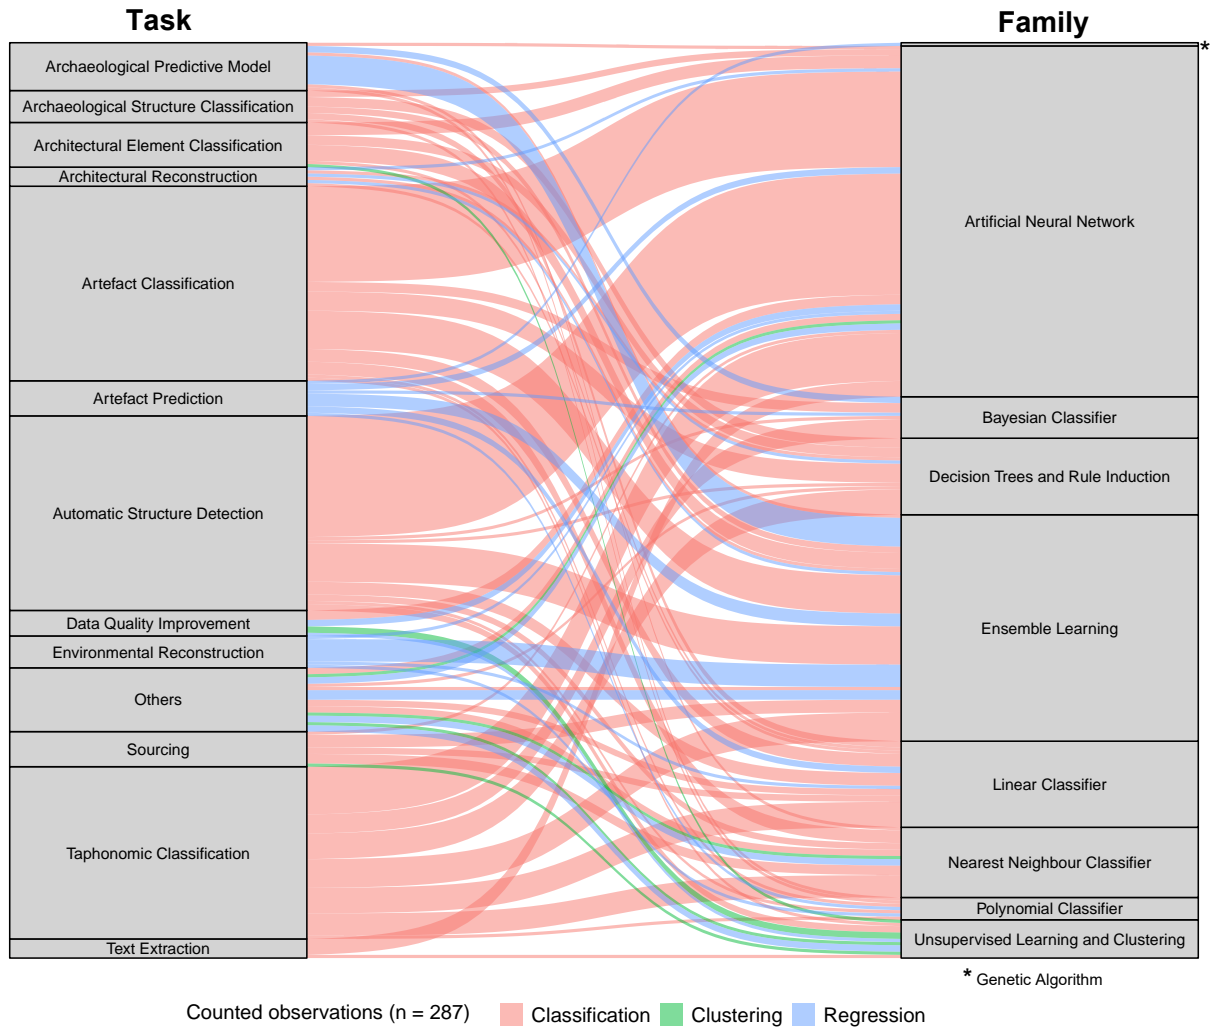 Task
Family
Archaeological Predictive Model
Archaeological Structure Classification
Architectural Element Classification
Architectural Reconstruction
Artefact Classification
Artefact Prediction
Automatic Structure Detection
Data Quality Improvement
Environmental Reconstruction
Others
Sourcing
Taphonomic Classification
Text Extraction
*
Artificial Neural Network
Bayesian Classifier
Decision Trees and Rule Induction
Ensemble Learning
Linear Classifier
Nearest Neighbour Classifier
Polynomial Classifier
Unsupervised Learning and Clustering
* Genetic Algorithm
Counted observations (n = 287) Classification Clustering Regression